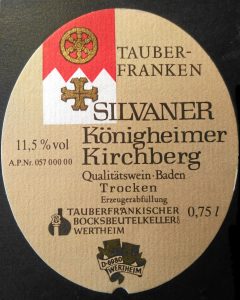 TAUBER-
FRANKEN
SILVANER
11,5 % vol
Königheimer
A.P.Nr. 057 000 00
Kirchberg
Qualitätswein · Baden
Trocken
Erzeugerabfüllung
TAUBERFRÄNKISCHER
BOCKSBEUTELKELLEREI
0,75 l
WERTHEIM
D-6980
WERTHEIM